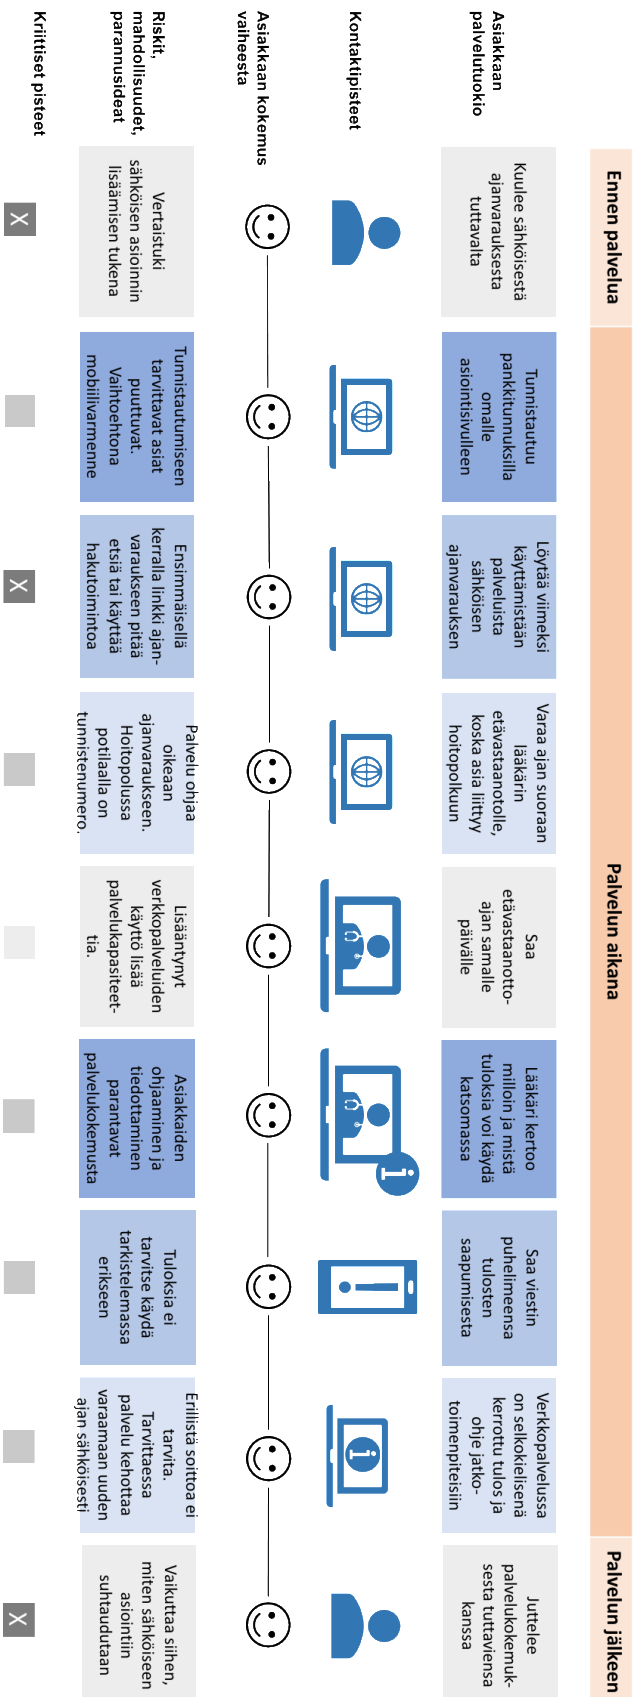 Ennen palvelua
Palvelun aikana
Palvelun jälkeen
Asiakkaan
palvelutuokio
Kuulee sähköisestä
ajanvarauksesta
tuttavalta
Tunnistautuu
pankkitunnuksilla
omalle
asiointisivulleen
Löytää viimeksi
käyttämistään
palveluista
sähköisen
ajanvarauksen
Varaa ajan suoraan
lääkärin
etävastaanotolle,
koska asia liittyy
hoitopolkuun
Saa
etävastaanotto-
ajan samalle
päivälle
Lääkäri kertoo
milloin ja mistä
tuloksia voi käydä
katsomassa
Saa viestin
puhelimeensa
tulosten
saapumisesta
Verkkopalvelussa
on selkokielisenä
kerrottu tulos ja
ohje jatko-
toimenpiteisiin
Juttelee
palvelukokemuk-
sesta tuttaviensa
kanssa
Kontaktipisteet
i
i
Asiakkaan kokemus
vaiheesta
Riskit,
mahdollisuudet,
parannusideat
Vertaistuki
sähköisen asioinnin
lisäämisen tukena
Tunnistautumiseen
tarvittavat asiat
puuttuvat.
Vaihtoehtona
mobiilivarmenne
Ensimmäisellä
kerralla linkki ajan-
varaukseen pitää
etsiä tai käyttää
hakutoimintoa
Palvelu ohjaa
oikeaan
ajanvaraukseen.
Hoitopolussa
potilaalla on
tunnistenumero.
Lisääntynyt
verkkopalveluiden
käyttö lisää
palvelukapasiteet-
tia.
Asiakkaiden
ohjaaminen ja
tiedottaminen
parantavat
palvelukokemusta
Tuloksia ei
tarvitse käydä
tarkistelemassa
erikseen
Erillistä soittoa ei
tarvita.
Tarvittaessa
palvelu kehottaa
varaamaan uuden
ajan sähköisesti
Vaikuttaa siihen,
miten sähköiseen
asiointiin
suhtaudutaan
Kriittiset pisteet
X
X
X